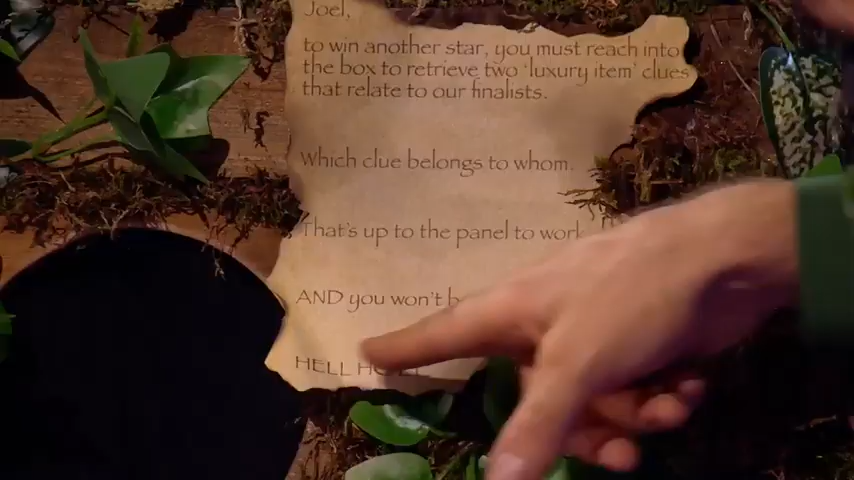 Joel,
to win another star, you must reach into
the box to retrieve two 'luxury item' clues
that relate to our finalists.
Which clue belongs to whom.
That's up to the panel to work
AND you won't
HELL